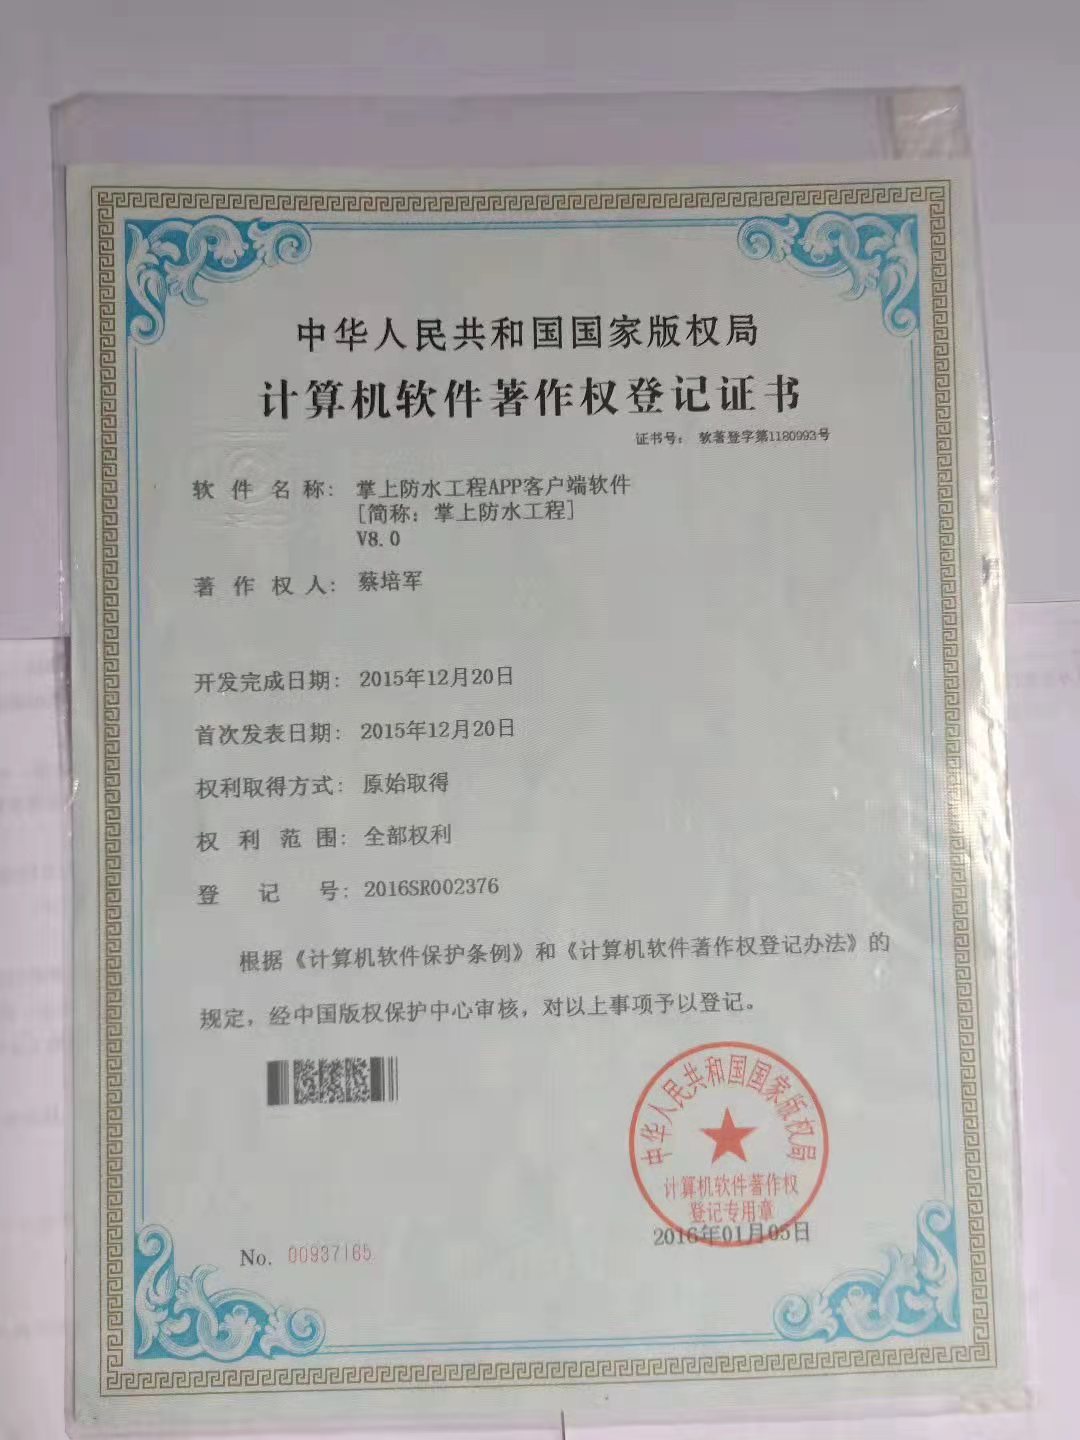 中华人民共和国国家版权局
计算机软件著作权登记证书
证书号: 软著登字第1180993号
软件名称: 掌上防水工程APP客户端软件
[简称: 掌上防水工程]
V8.0
著作权人: 蔡培军
开发完成日期: 2015年12月20日
首次发表日期: 2015年12月20日
权利取得方式: 原始取得
权利范围: 全部权利
登记号: 2016SR002376
根据《计算机软件保护条例》和《计算机软件著作权登记办法》的
规定，经中国版权保护中心审核，对以上事项予以登记。
中华人民共和国国家版权局
计算机软件著作权
登记专用章
2016年01月05日
No. 00937165